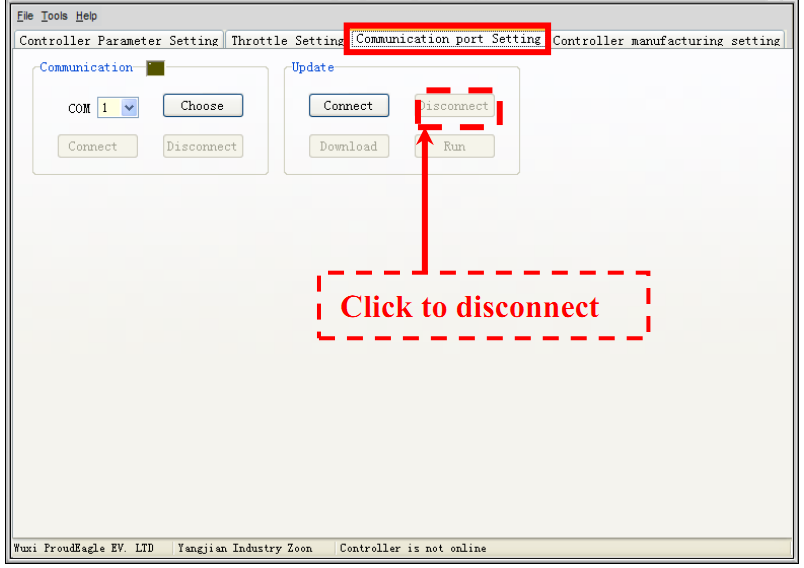 File Tools Help
Controller Parameter Setting Throttle Setting Communication port Setting Controller manufacturing setting
Communication Update
COM 1 Choose Connect Disconnect
Connect Disconnect Download Run
Click to disconnect
Wuxi ProudEagle EV. LTD Yangjian Industry Zoon Controller is not online